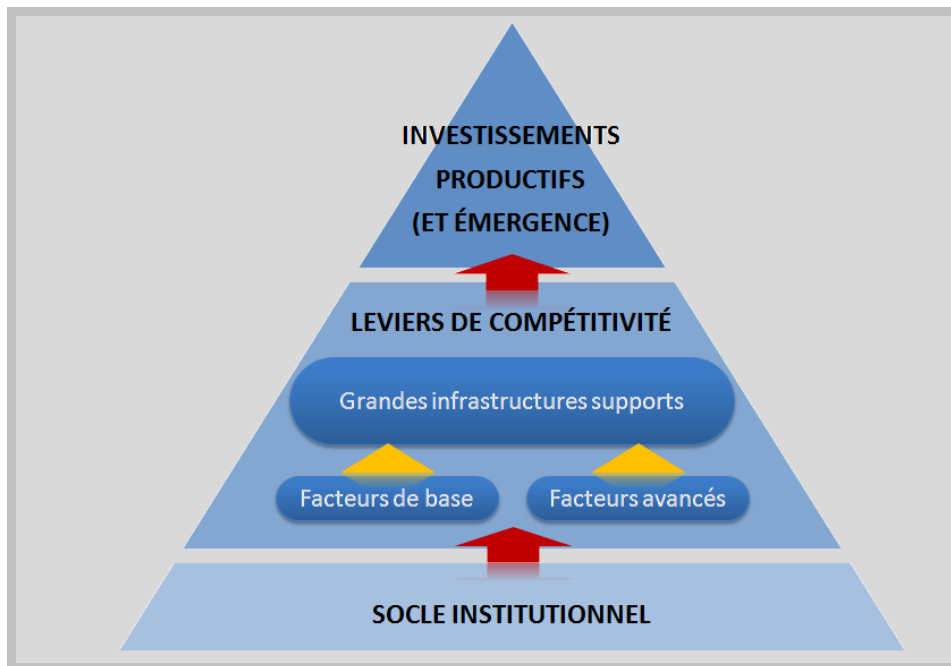 INVESTISSEMENTS
PRODUCTIFS
(ET ÉMERGENCE)
LEVIERS DE COMPÉTITIVITÉ
Grandes infrastructures supports
Facteurs de base
Facteurs avancés
SOCLE INSTITUTIONNEL